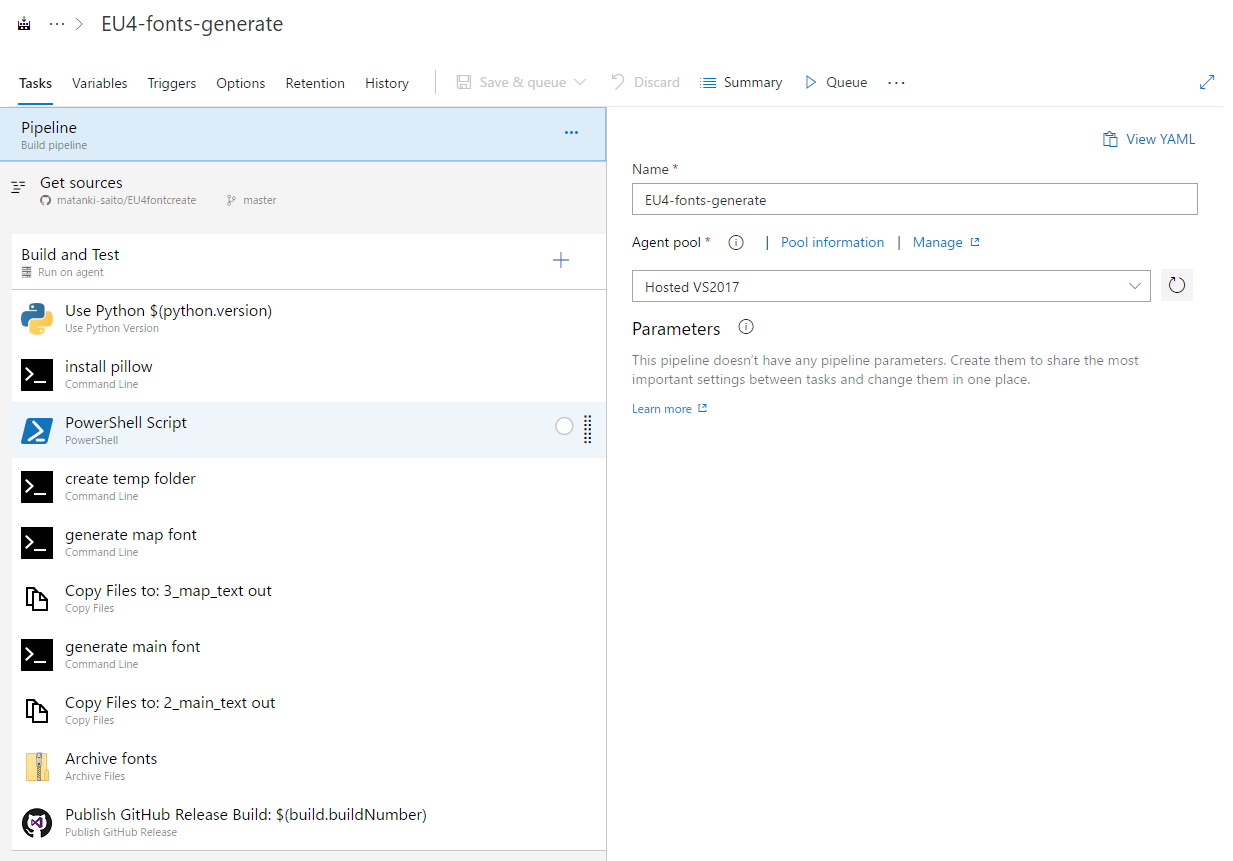 ··· > EU4-fonts-generate
Tasks Variables Triggers Options Retention History Save & queue Discard Summary Queue ···
Pipeline
Build pipeline
Get sources
matanki-saito/EU4fontcreate master
Build and Test
Run on agent
Use Python $(python.version)
Use Python Version
install pillow
Command Line
PowerShell Script
PowerShell
create temp folder
Command Line
generate map font
Command Line
Copy Files to: 3_map_text out
Copy Files
generate main font
Command Line
Copy Files to: 2_main_text out
Copy Files
Archive fonts
Archive Files
Publish GitHub Release Build: $(build.buildNumber)
Publish GitHub Release
View YAML
Name *
EU4-fonts-generate
Agent pool * | Pool information | Manage
Hosted VS2017
Parameters
This pipeline doesn't have any pipeline parameters. Create them to share the most
important settings between tasks and change them in one place.
Learn more